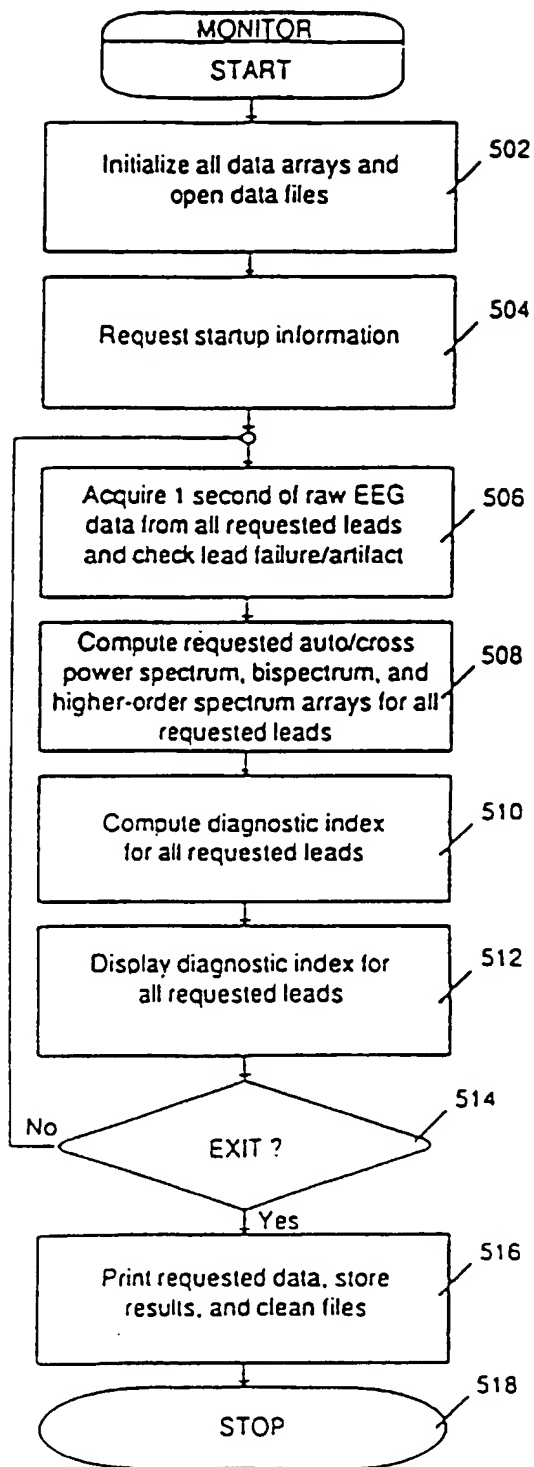 MONITOR
START
Initialize all data arrays and
open data files
502
Request startup information
504
Acquire 1 second of raw EEG
data from all requested leads
and check lead failure/artifact
506
Compute requested auto/cross
power spectrum, bispectrum, and
higher-order spectrum arrays for all
requested leads
508
Compute diagnostic index
for all requested leads
510
Display diagnostic index for
all requested leads
512
EXIT ?
514
No
Yes
Print requested data, store
results, and clean files
516
STOP
518